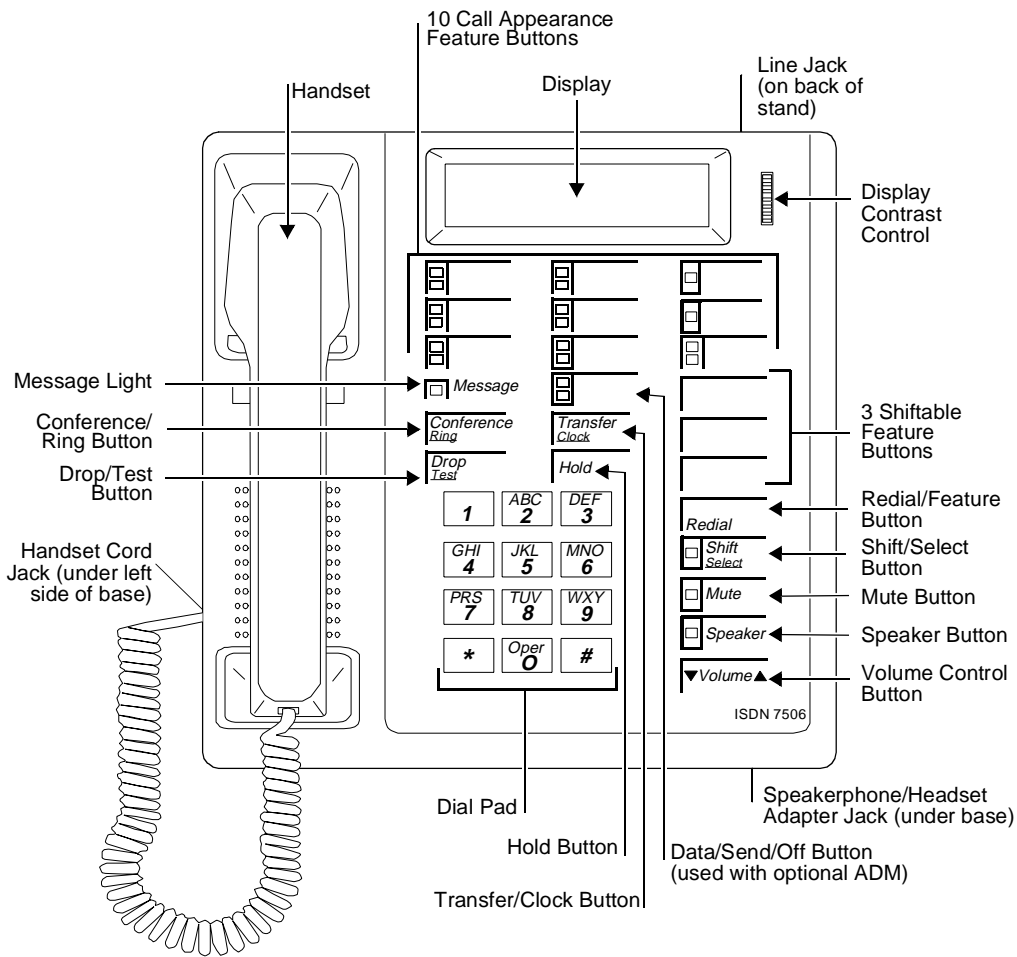 10 Call Appearance
Feature Buttons
Handset
Display
Line Jack
(on back of
stand)
Display
Contrast
Control
Message Light
Message
Conference/
Ring Button
Conference
Ring
Transfer
Clock
3 Shiftable
Feature
Buttons
Drop/Test
Button
Drop
Test
Hold
1
ABC
2
DEF
3
Redial
Redial/Feature
Button
GHI
4
JKL
5
MNO
6
Shift
Select
Shift/Select
Button
Handset Cord
Jack (under left
side of base)
PRS
7
TUV
8
WXY
9
Mute
Mute Button
Speaker
Speaker Button
*
Oper
0
#
▼Volume▲
Volume Control
Button
ISDN 7506
Dial Pad
Speakerphone/Headset
Adapter Jack (under base)
Hold Button
Data/Send/Off Button
(used with optional ADM)
Transfer/Clock Button